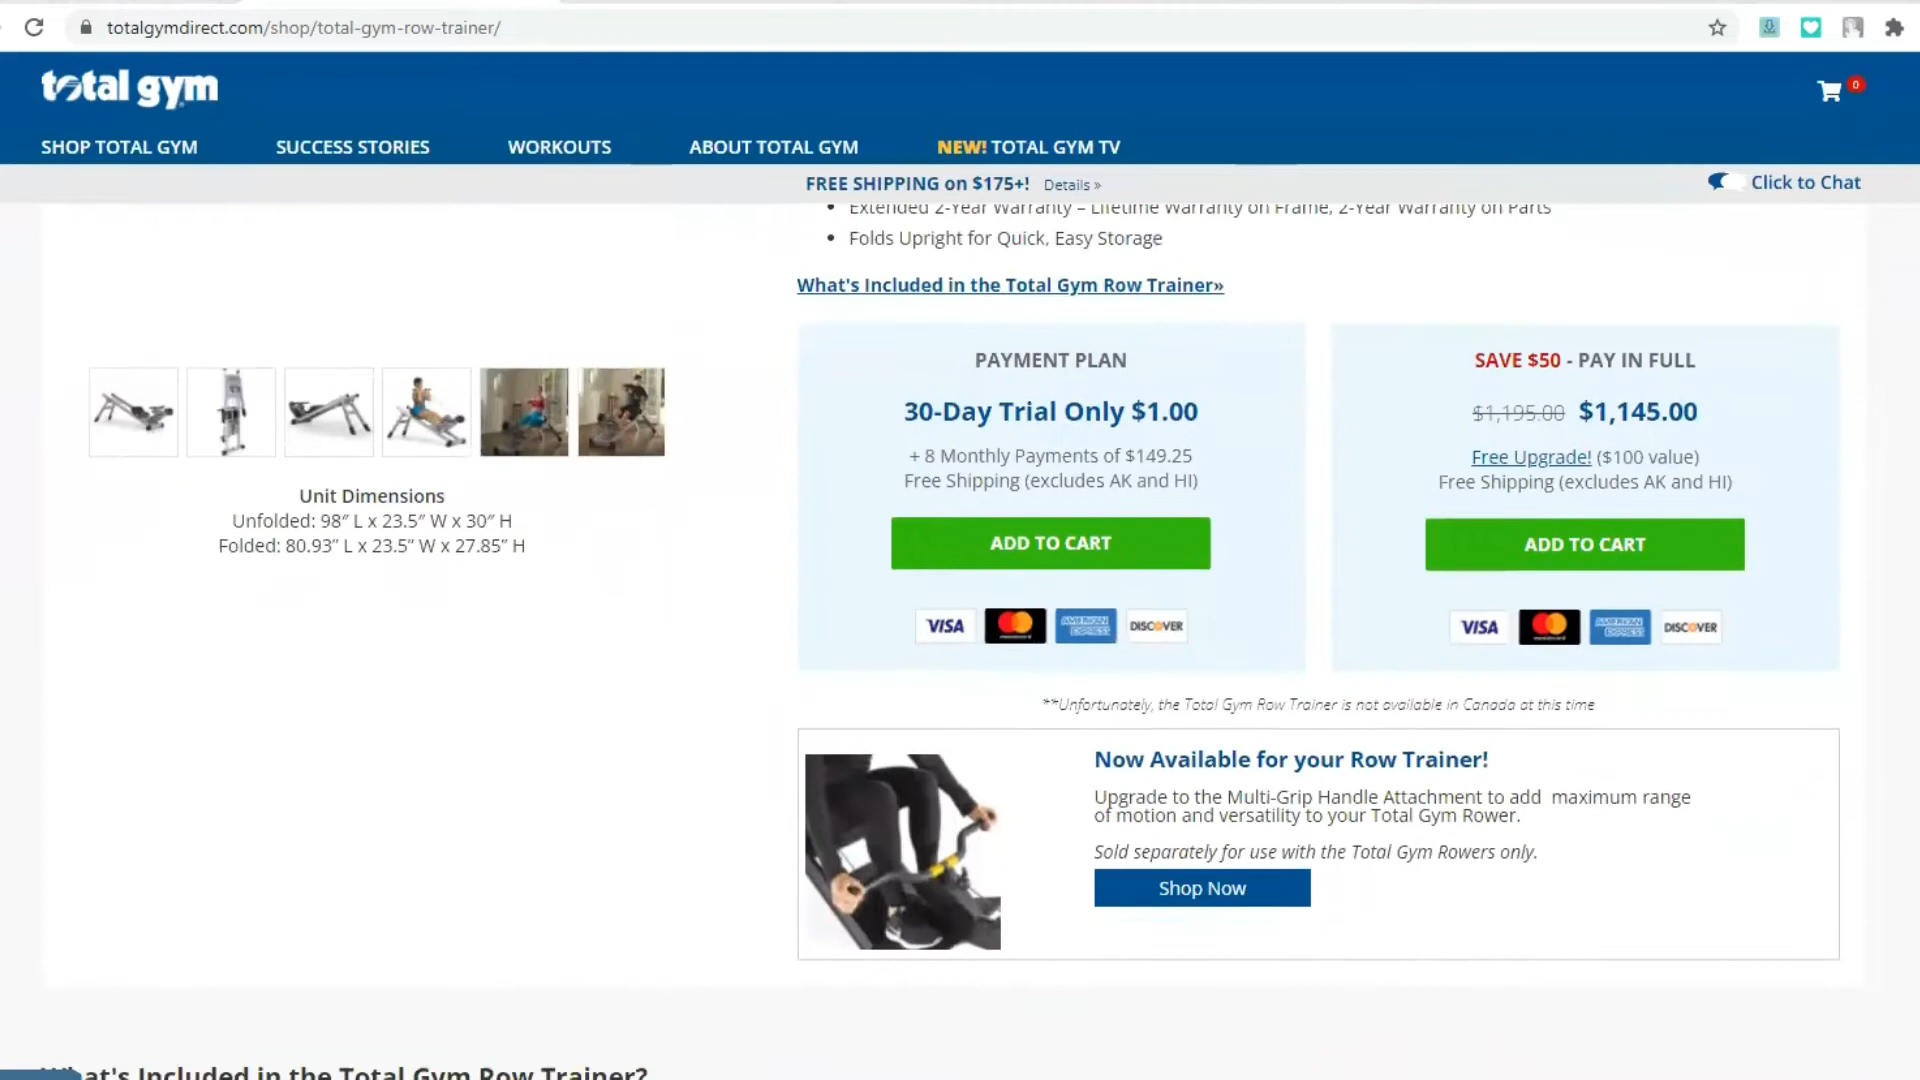 totalgymdirect.com/shop/total-gym-row-trainer/
total gym
0
SHOP TOTAL GYM
SUCCESS STORIES
WORKOUTS
ABOUT TOTAL GYM
NEW! TOTAL GYM TV
FREE SHIPPING on $175+! Details »
Click to Chat
Extended 2-Year Warranty – Lifetime Warranty on Frame, 2-Year Warranty on Parts
Folds Upright for Quick, Easy Storage
What's Included in the Total Gym Row Trainer»
Unit Dimensions
Unfolded: 98″ L x 23.5″ W x 30″ H
Folded: 80.93″ L x 23.5″ W x 27.85″ H
PAYMENT PLAN
30-Day Trial Only $1.00
+ 8 Monthly Payments of $149.25
Free Shipping (excludes AK and HI)
ADD TO CART
VISA
mastercard
AMERICAN EXPRESS
DISCOVER
SAVE $50 - PAY IN FULL
$1,195.00 $1,145.00
Free Upgrade! ($100 value)
Free Shipping (excludes AK and HI)
ADD TO CART
VISA
mastercard
AMERICAN EXPRESS
DISCOVER
**Unfortunately, the Total Gym Row Trainer is not available in Canada at this time
Now Available for your Row Trainer!
Upgrade to the Multi-Grip Handle Attachment to add maximum range
of motion and versatility to your Total Gym Rower.
Sold separately for use with the Total Gym Rowers only.
Shop Now
What's Included in the Total Gym Row Trainer?